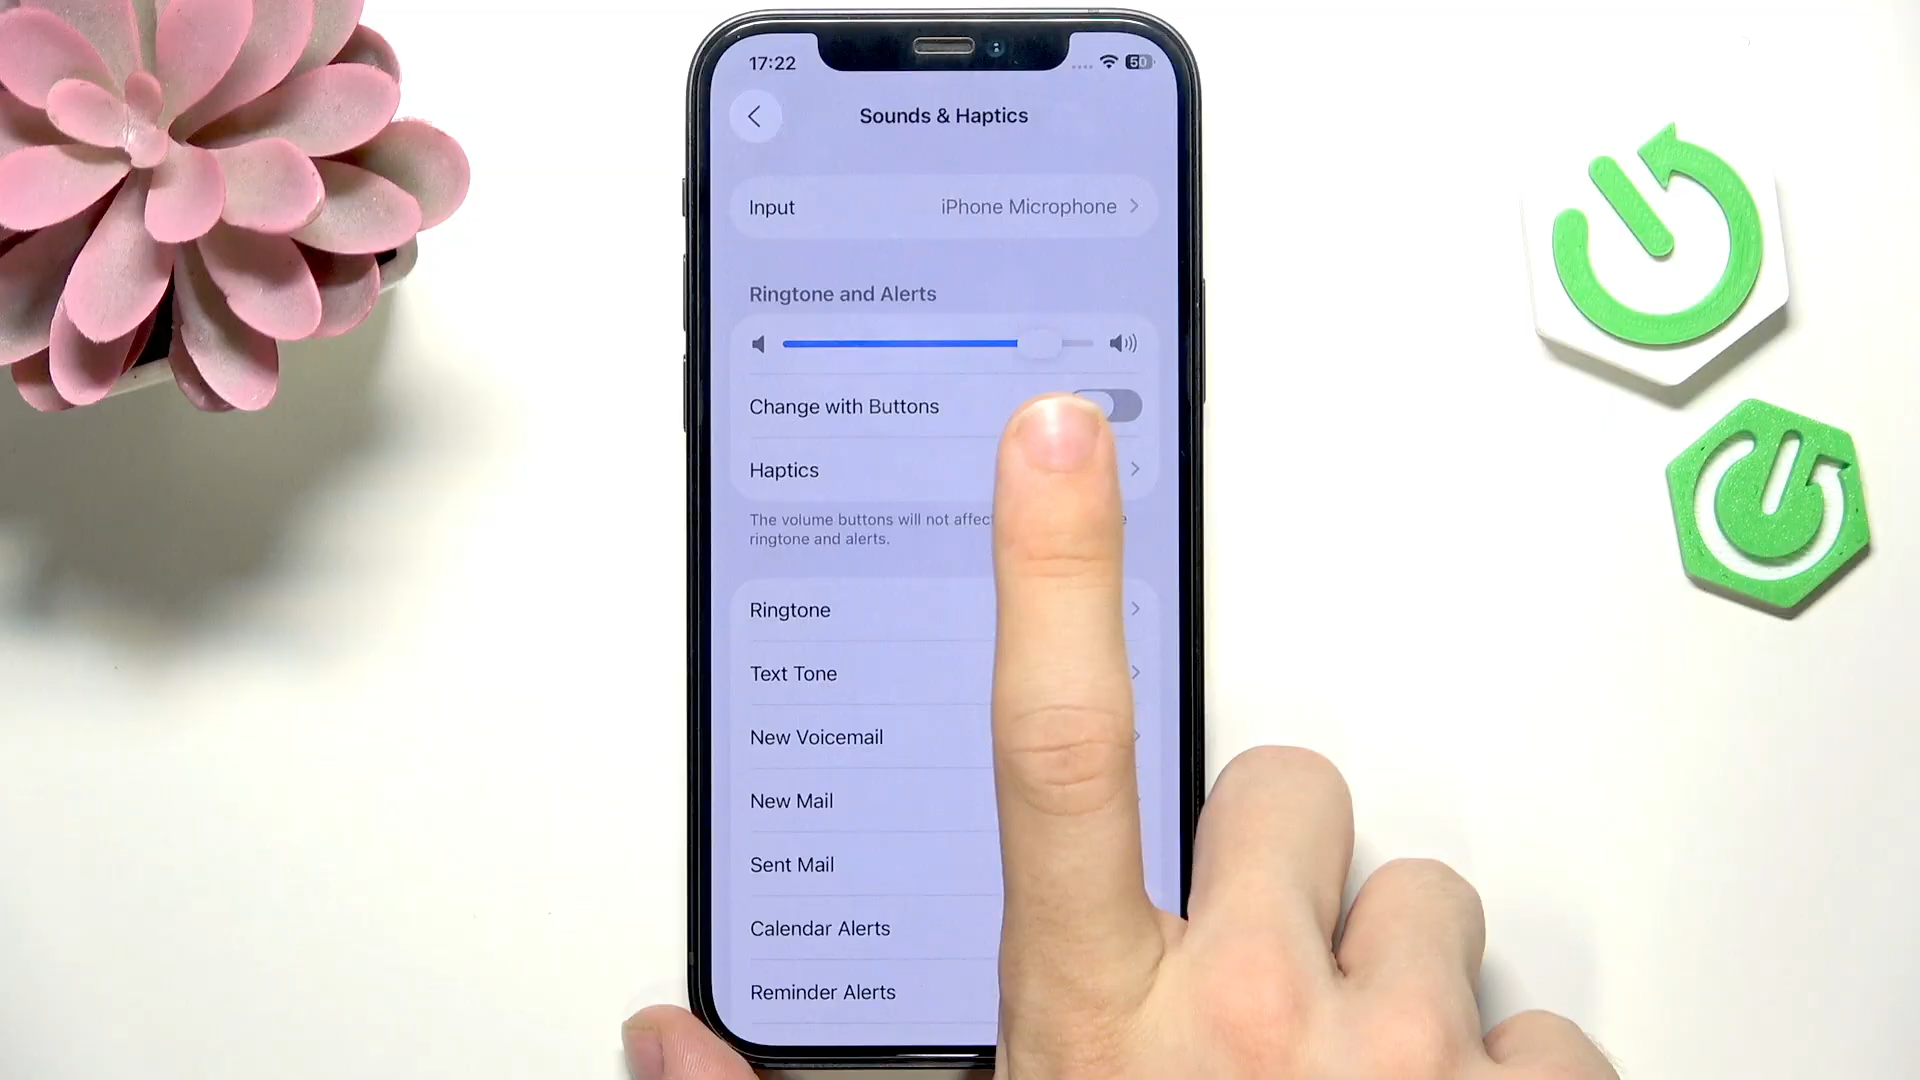 17:22
50
Sounds & Haptics
Input
iPhone Microphone
Ringtone and Alerts
Change with Buttons
Haptics
The volume buttons will not
ringtone and alerts.
Ringtone
Text Tone
New Voicemail
New Mail
Sent Mail
Calendar Alerts
Reminder Alerts